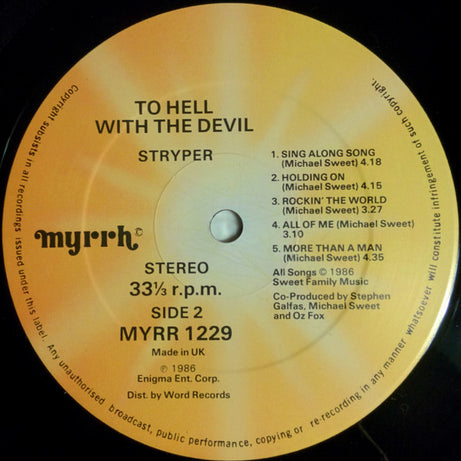 TO HELL
WITH THE DEVIL
STRYPER
myrrh©
STEREO
33⅓ r.p.m.
SIDE 2
MYRR 1229
Made in UK
℗ 1986
Enigma Ent. Corp.
Dist. by Word Records
1. SING ALONG SONG
(Michael Sweet) 4.18
2. HOLDING ON
(Michael Sweet) 4.15
3. ROCKIN' THE WORLD
(Michael Sweet) 3.27
4. ALL OF ME (Michael Sweet)
3.10
5. MORE THAN A MAN
(Michael Sweet) 4.35
All Songs © 1986
Sweet Family Music
Co-Produced by Stephen
Galfas, Michael Sweet
and Oz Fox
Copyright subsists in all recordings issued under this label. Any unauthorised broadcast, public performance, copying or re-recording in any manner whatsoever will constitute infringement of such copyright.